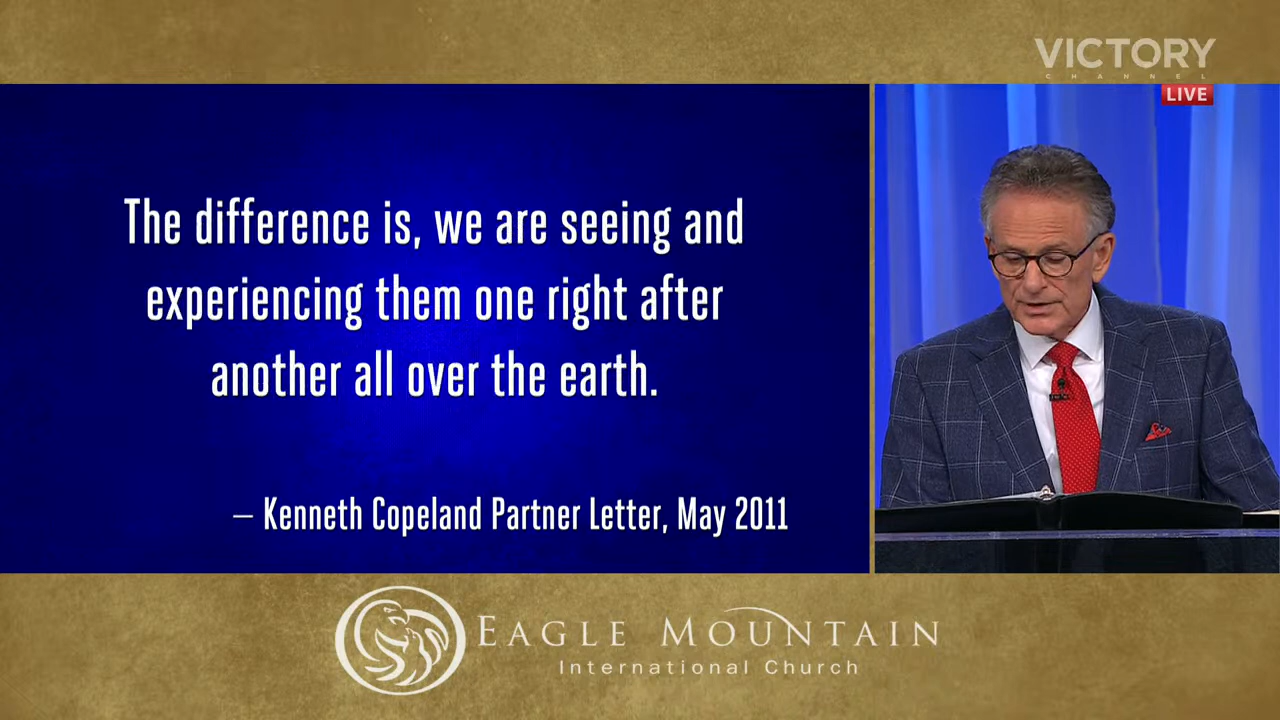 VICTORY
CHANNEL
LIVE
The difference is, we are seeing and
experiencing them one right after
another all over the earth.
– Kenneth Copeland Partner Letter, May 2011
EAGLE MOUNTAIN
International Church